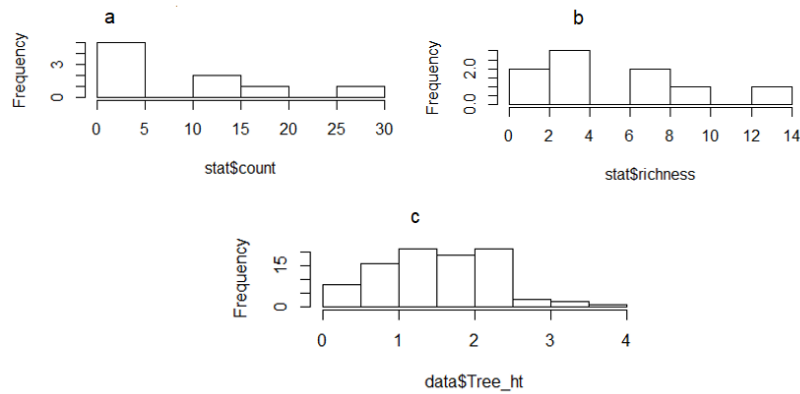 a
Frequency
0 3
0 5 10 15 20 25 30
stat$count
b
Frequency
0.0 2.0
0 2 4 6 8 10 12 14
stat$richness
c
Frequency
0 15
0 1 2 3 4
data$Tree_ht